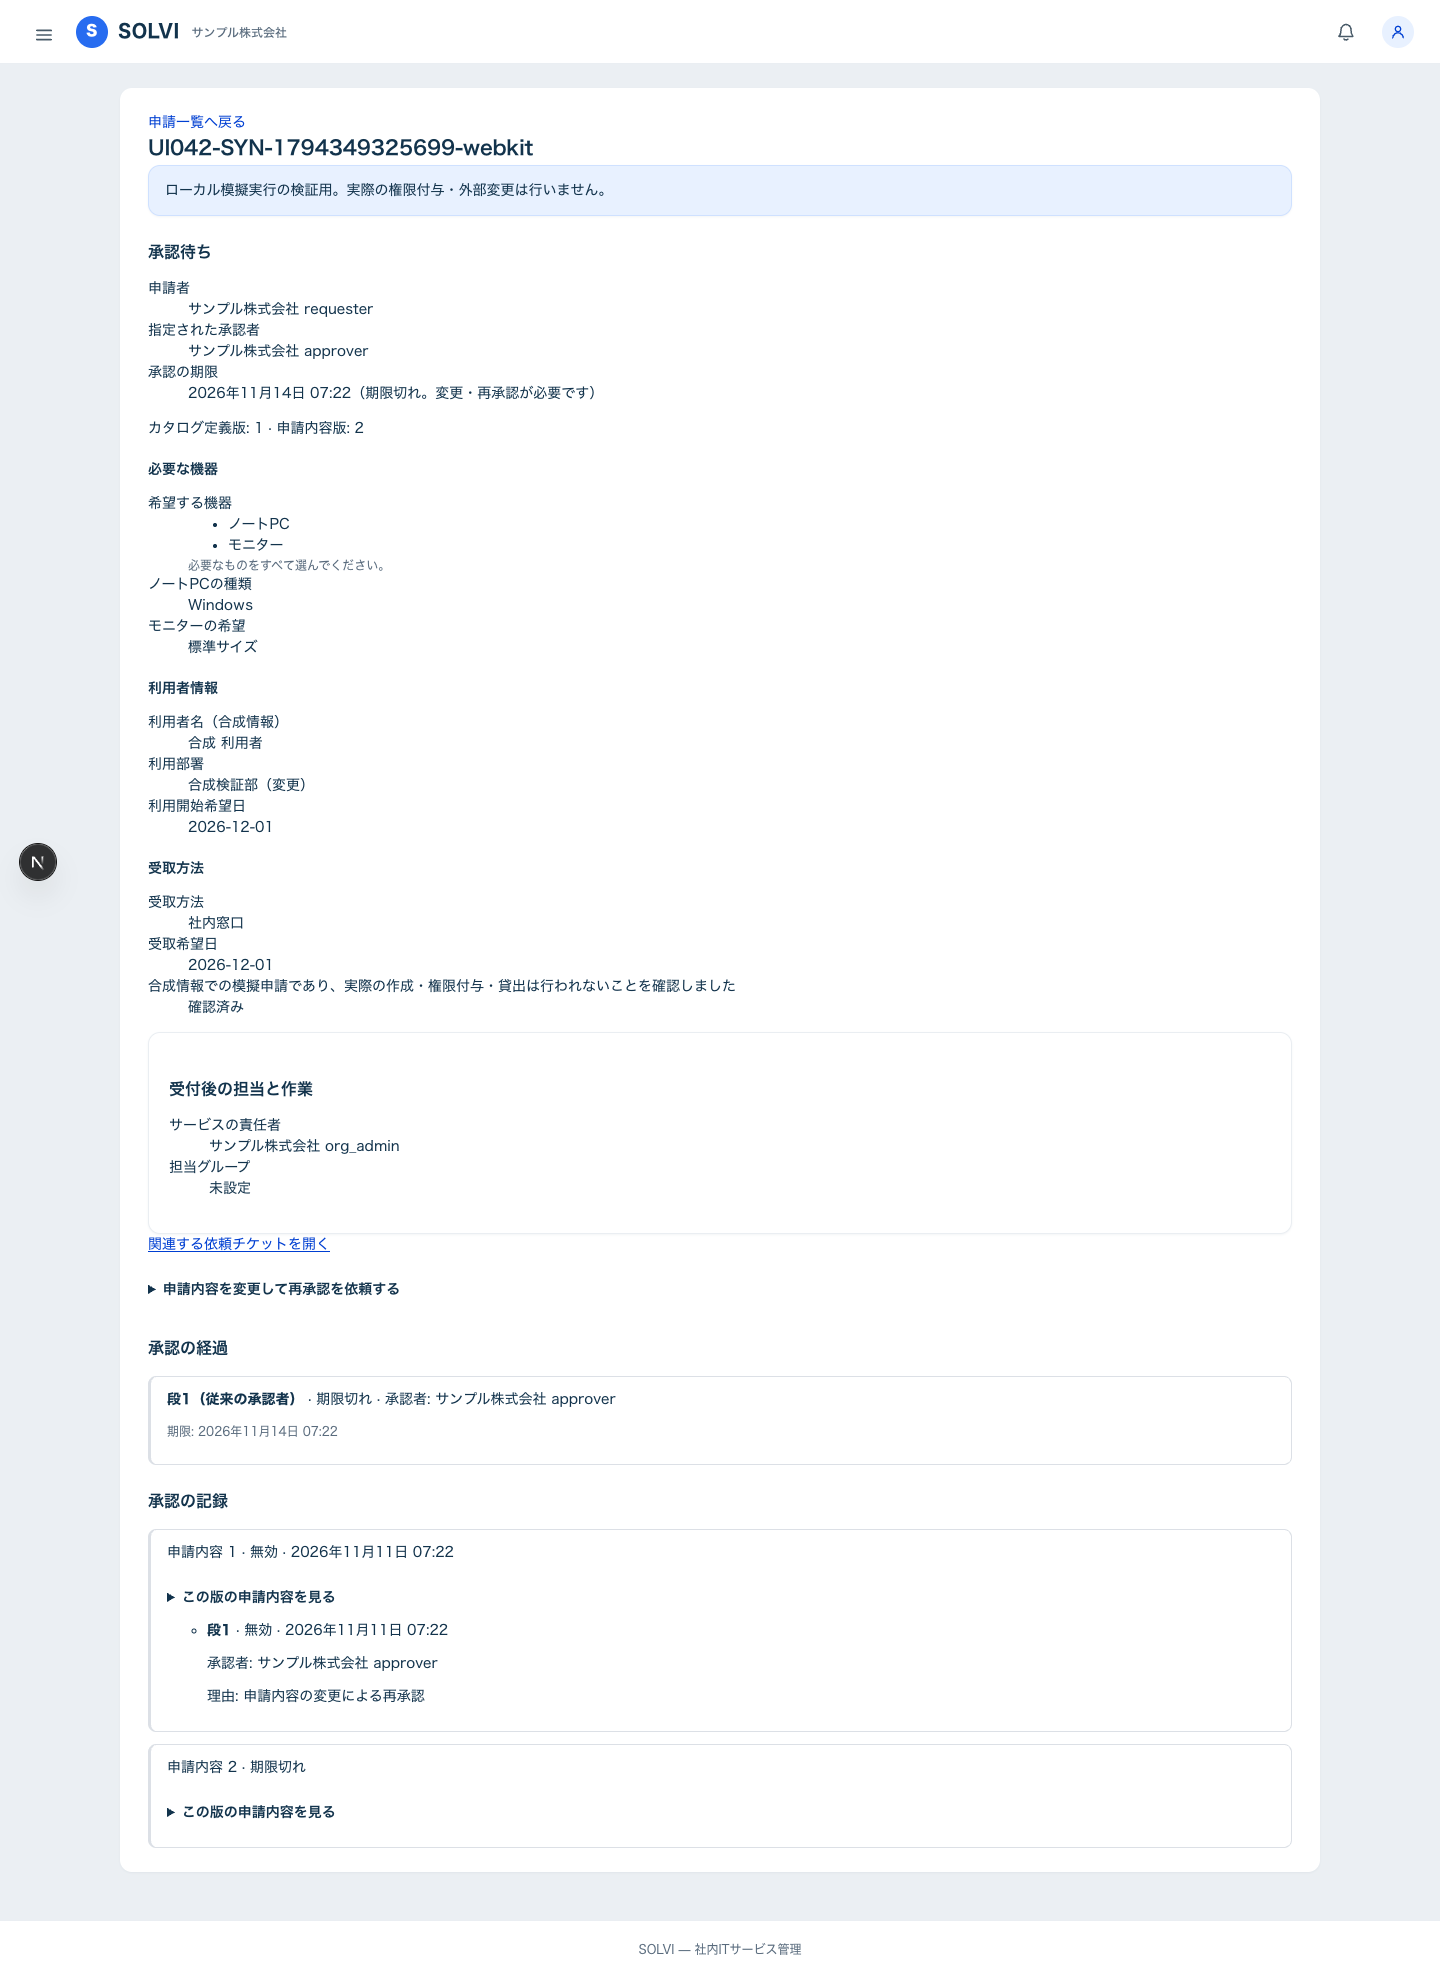 S SOLVI サンプル株式会社
申請一覧へ戻る
UI042-SYN-1794349325699-webkit
ローカル模擬実行の検証用。実際の権限付与・外部変更は行いません。
承認待ち
申請者
サンプル株式会社 requester
指定された承認者
サンプル株式会社 approver
承認の期限
2026年11月14日 07:22（期限切れ。変更・再承認が必要です）
カタログ定義版: 1 · 申請内容版: 2
必要な機器
希望する機器
• ノートPC
• モニター
必要なものをすべて選んでください。
ノートPCの種類
Windows
モニターの希望
標準サイズ
利用者情報
利用者名（合成情報）
合成 利用者
利用部署
合成検証部（変更）
利用開始希望日
2026-12-01
受取方法
受取方法
社内窓口
受取希望日
2026-12-01
合成情報での模擬申請であり、実際の作成・権限付与・貸出は行われないことを確認しました
確認済み
受付後の担当と作業
サービスの責任者
サンプル株式会社 org_admin
担当グループ
未設定
関連する依頼チケットを開く
▶ 申請内容を変更して再承認を依頼する
承認の経過
段1（従来の承認者） · 期限切れ · 承認者: サンプル株式会社 approver
期限: 2026年11月14日 07:22
承認の記録
申請内容 1 · 無効 · 2026年11月11日 07:22
▶ この版の申請内容を見る
◦ 段1 · 無効 · 2026年11月11日 07:22
承認者: サンプル株式会社 approver
理由: 申請内容の変更による再承認
申請内容 2 · 期限切れ
▶ この版の申請内容を見る
SOLVI — 社内ITサービス管理